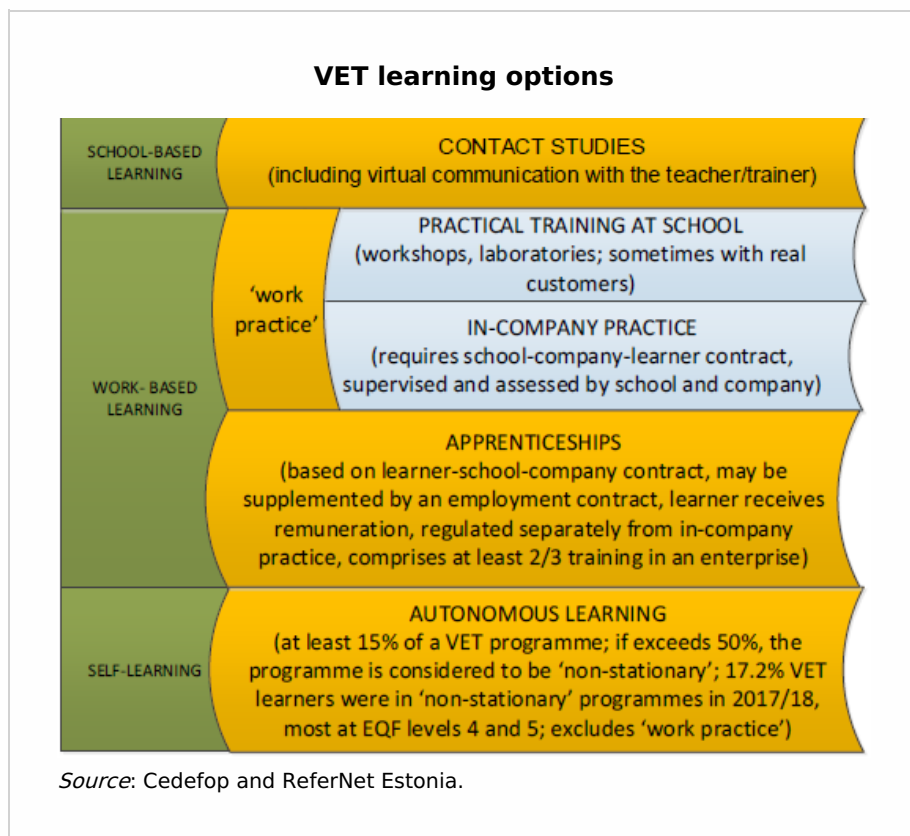 VET learning options
SCHOOL-BASED
LEARNING
CONTACT STUDIES
(including virtual communication with the teacher/trainer)
WORK- BASED
LEARNING
‘work
practice’
PRACTICAL TRAINING AT SCHOOL
(workshops, laboratories; sometimes with real
customers)
IN-COMPANY PRACTICE
(requires school-company-learner contract,
supervised and assessed by school and company)
APPRENTICESHIPS
(based on learner-school-company contract, may be
supplemented by an employment contract, learner receives
remuneration, regulated separately from in-company
practice, comprises at least 2/3 training in an enterprise)
SELF-LEARNING
AUTONOMOUS LEARNING
(at least 15% of a VET programme; if exceeds 50%, the
programme is considered to be ‘non-stationary’; 17.2% VET
learners were in ‘non-stationary’ programmes in 2017/18,
most at EQF levels 4 and 5; excludes ‘work practice’)
Source: Cedefop and ReferNet Estonia.